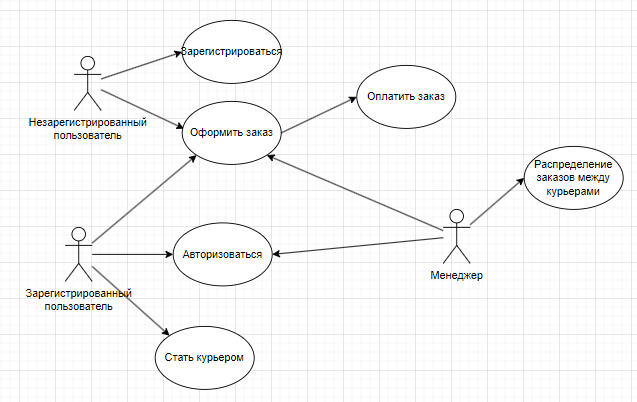 Зарегистрироваться
Незарегистрированный
пользователь
Оплатить заказ
Оформить заказ
Распределение
заказов между
курьерами
Авторизоваться
Менеджер
Зарегистрированный
пользователь
Стать курьером